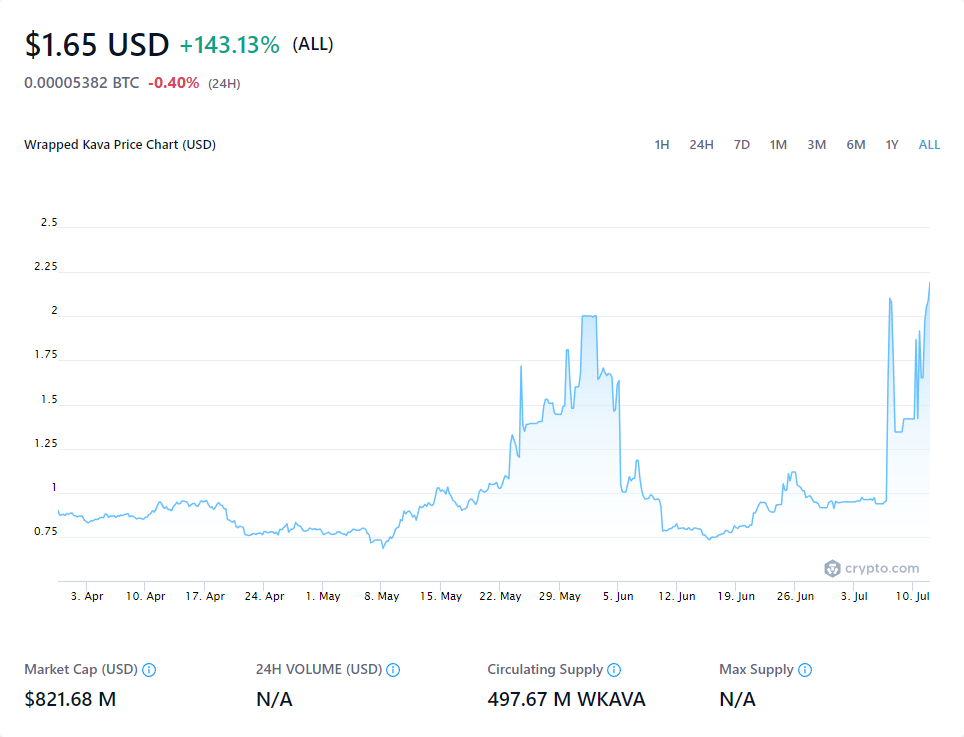 $1.65 USD +143.13% (ALL)
0.00005382 BTC -0.40% (24H)
Wrapped Kava Price Chart (USD) 1H 24H 7D 1M 3M 6M 1Y ALL
2.5
2.25
2
1.75
1.5
1.25
1
0.75
crypto.com
3. Apr 10. Apr 17. Apr 24. Apr 1. May 8. May 15. May 22. May 29. May 5. Jun 12. Jun 19. Jun 26. Jun 3. Jul 10. Jul
Market Cap (USD) 24H VOLUME (USD) Circulating Supply Max Supply
$821.68 M N/A 497.67 M WKAVA N/A